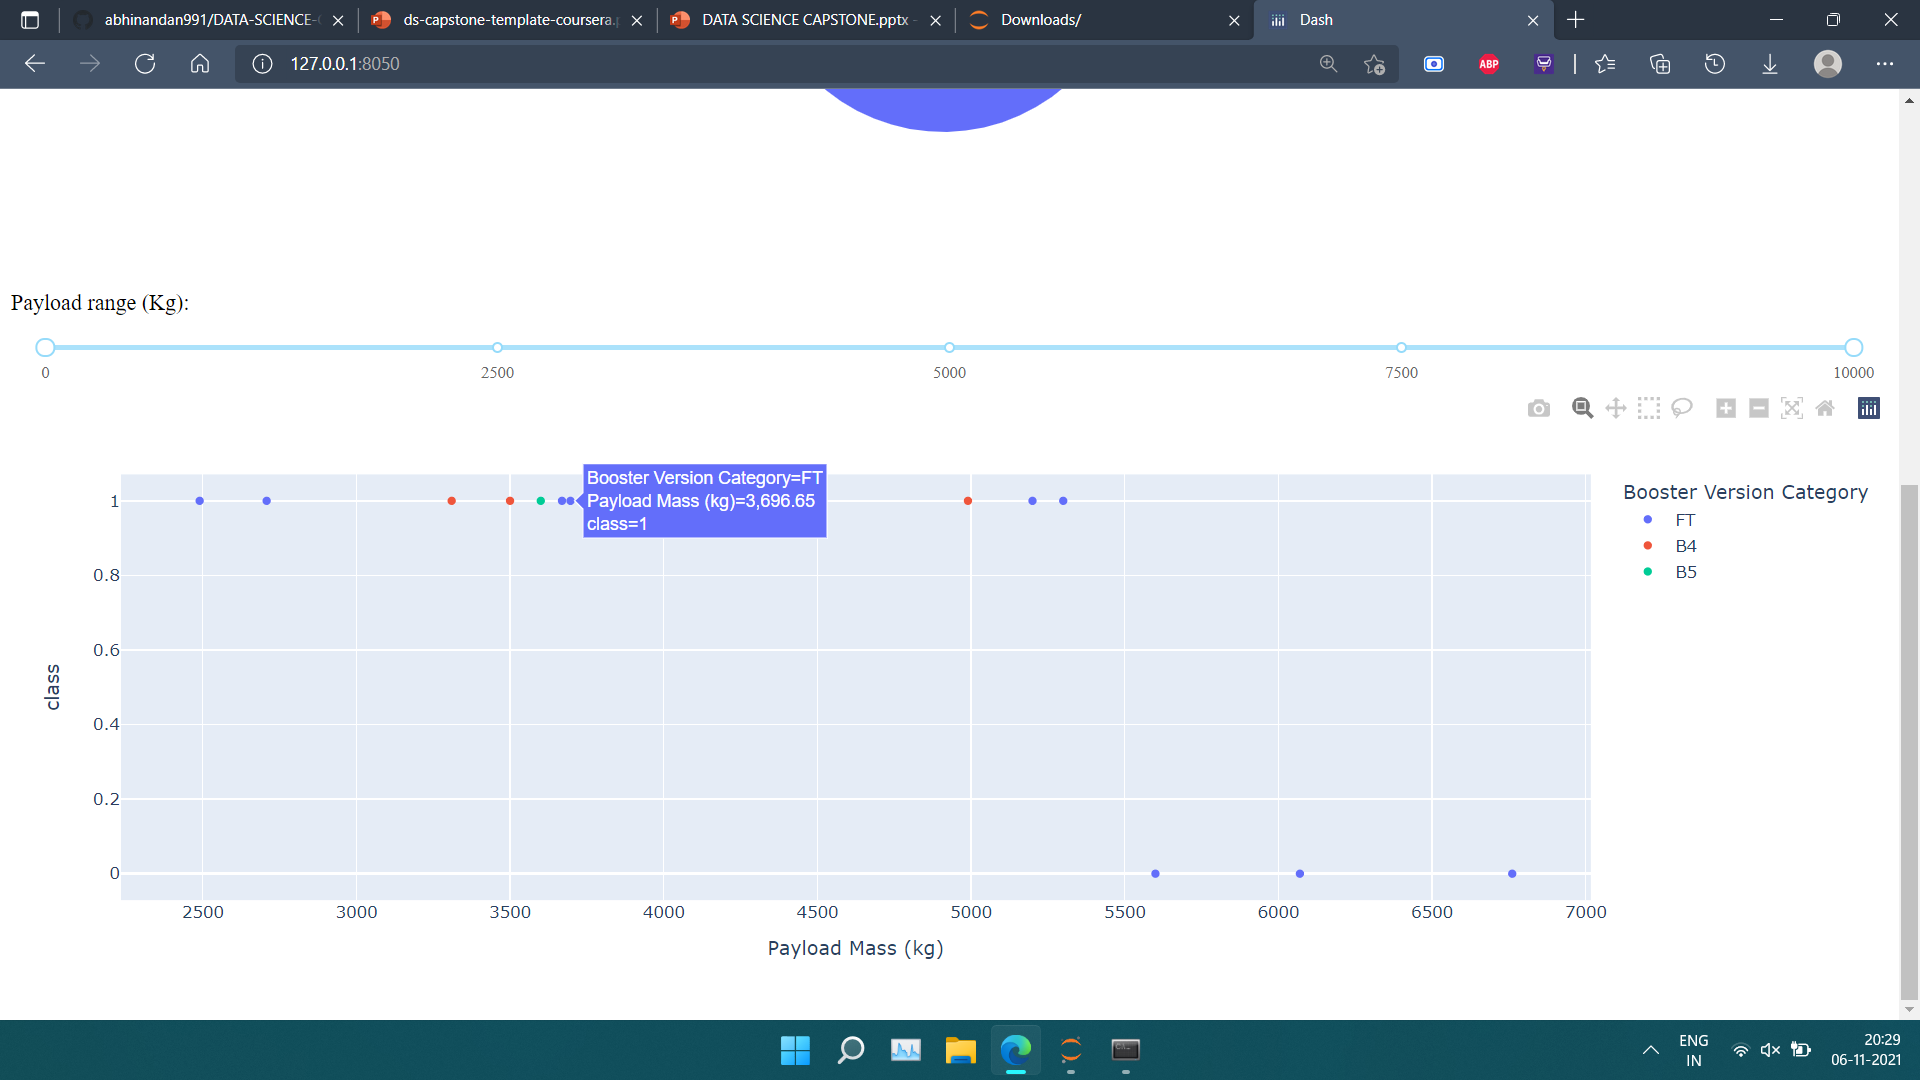 abhinandan991/DATA-SCIENCE-
ds-capstone-template-coursera.p
DATA SCIENCE CAPSTONE.pptx -
Downloads/
Dash
127.0.0.1:8050
ABP
Payload range (Kg):
0 2500 5000 7500 10000
Booster Version Category=FT
Payload Mass (kg)=3,696.65
class=1
Booster Version Category
FT
B4
B5
1
0.8
0.6
0.4
0.2
0
class
2500 3000 3500 4000 4500 5000 5500 6000 6500 7000
Payload Mass (kg)
ENG
IN
20:29
06-11-2021